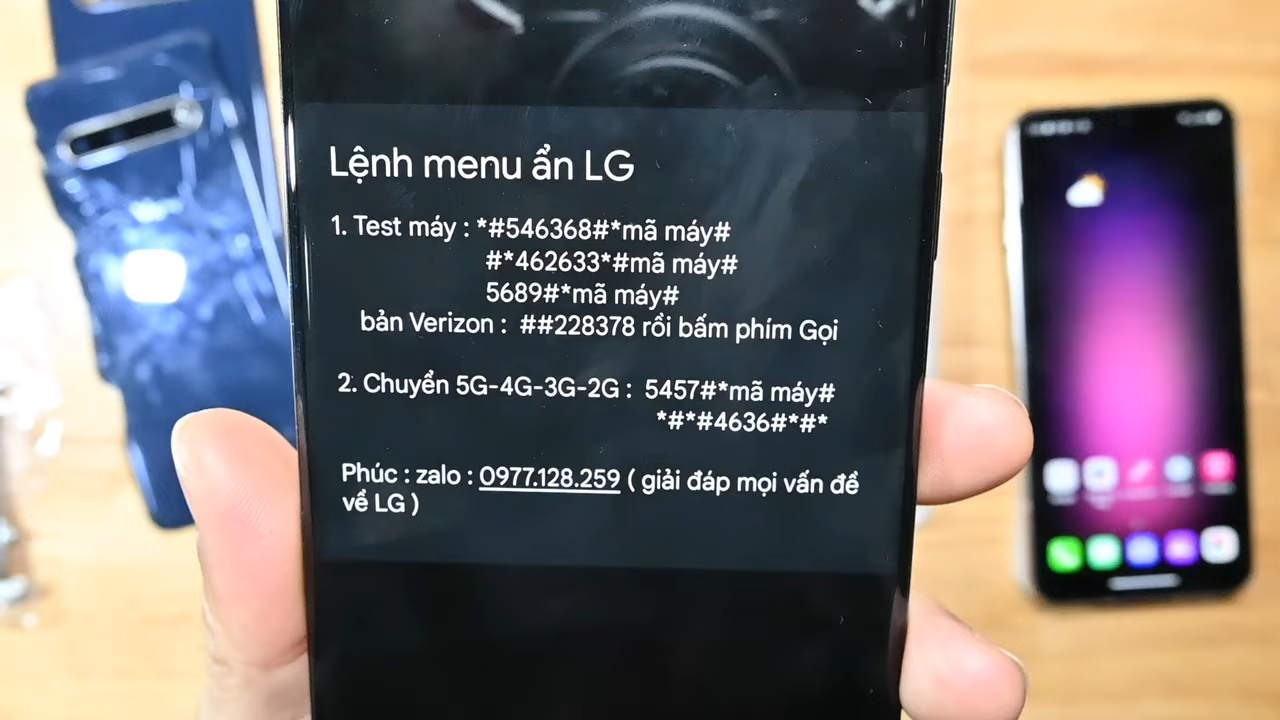 Lệnh menu ẩn LG
1. Test máy : *#546368#*mã máy#
#*462633*#mã máy#
5689#*mã máy#
bản Verizon : ##228378 rồi bấm phím Gọi
2. Chuyển 5G-4G-3G-2G : 5457#*mã máy#
*#*#4636#*#*
Phúc : zalo : 0977.128.259 ( giải đáp mọi vấn đề
về LG )